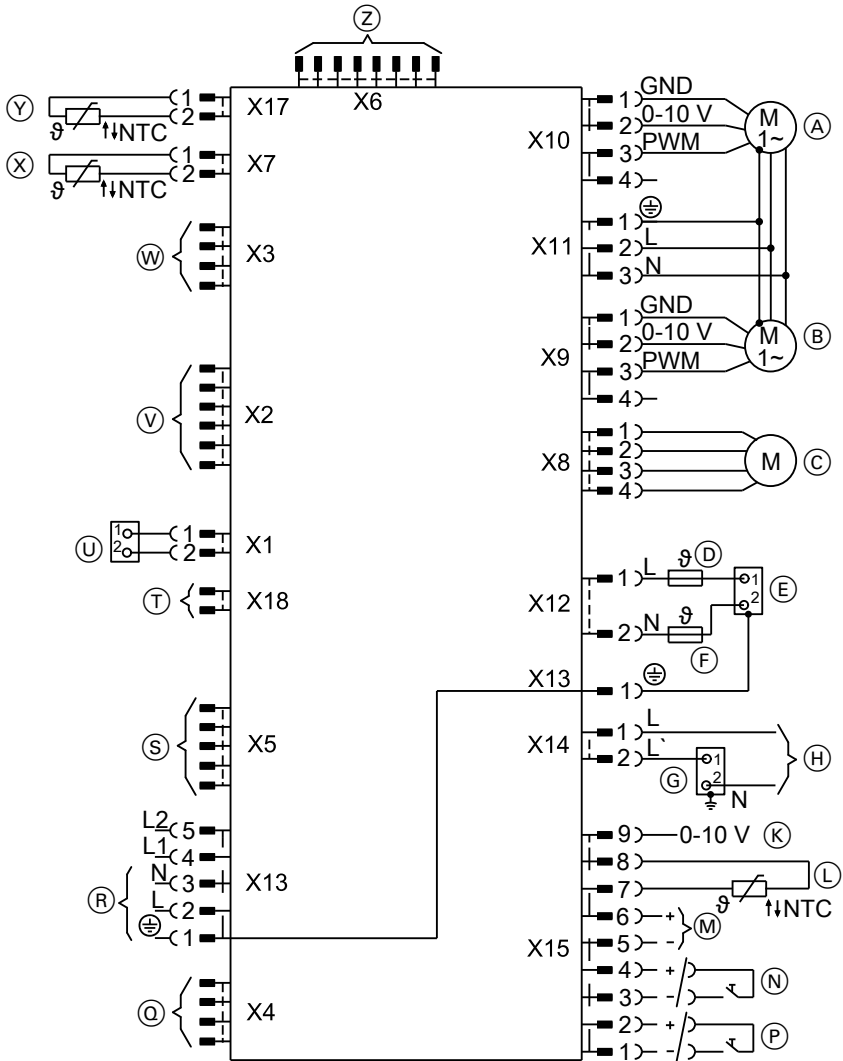 Z
X6
Y 1 X17
2
ϑ ↑↓NTC
X 1 X7
2
ϑ ↑↓NTC
W X3
V X2
U 1 1 X1
2 2
T X18
S X5
L2 5
L1 4
N 3 X13
R L 2
1
Q X4
1 GND
X10 2 0-10 V M 1~ A
3 PWM
4
1
X11 2 L
3 N
1 GND
2 0-10 V M 1~ B
X9 3 PWM
4
1
2
X8 3 M C
4
1 L ϑ D 1 E
X12 2
2 N ϑ
F
X13 1
1 L
X14 2 L` 1 H
G 2
N
9 0-10 V K
8
7 L
ϑ ↑↓NTC
6 +
M
5 -
X15
4 + N
3 -
2 + P
1 -